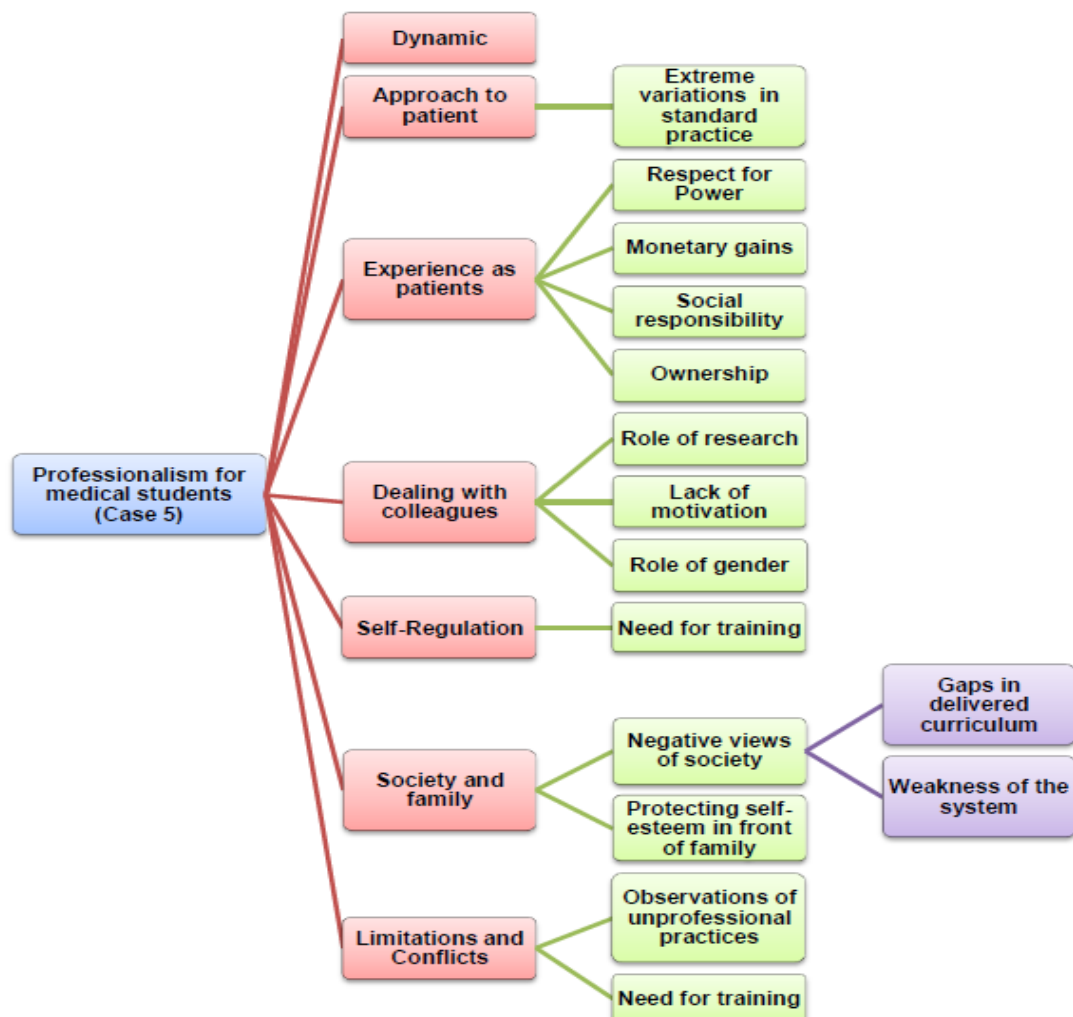 Dynamic
Approach to
patient
Extreme
variations in
standard
practice
Experience as
patients
Respect for
Power
Monetary gains
Social
responsibility
Ownership
Professionalism for
medical students
(Case 5)
Dealing with
colleagues
Role of research
Lack of
motivation
Role of gender
Self-Regulation
Need for training
Society and
family
Negative views
of society
Gaps in
delivered
curriculum
Weakness of the
system
Protecting self-
esteem in front
of family
Limitations and
Conflicts
Observations of
unprofessional
practices
Need for training